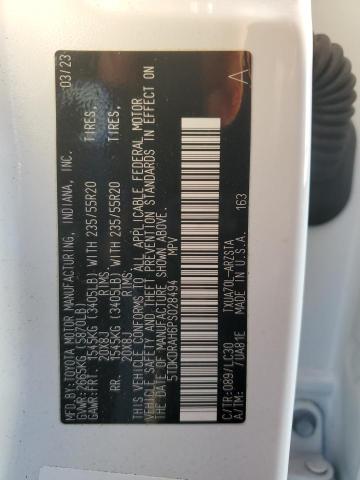 MFD. BY: TOYOTA MOTOR MANUFACTURING, INDIANA, INC. 03/23
GVWR: 2665KG (5870LB)
GAWR: FRT. 1545KG (3405LB) WITH 235/55R20 TIRES,
20X8J RIMS,
RR. 1545KG (3405LB) WITH 235/55R20 TIRES,
20X8J RIMS,
THIS VEHICLE CONFORMS TO ALL APPLICABLE FEDERAL MOTOR
VEHICLE SAFETY AND THEFT PREVENTION STANDARDS IN EFFECT ON
THE DATE OF MANUFACTURE SHOWN ABOVE.
5TDKDRAH6PS028494 MPV
A
C/TR: 089/LC30 TXUA70L-ARZSTA
A/TM: /UA81E MADE IN U.S.A.
163